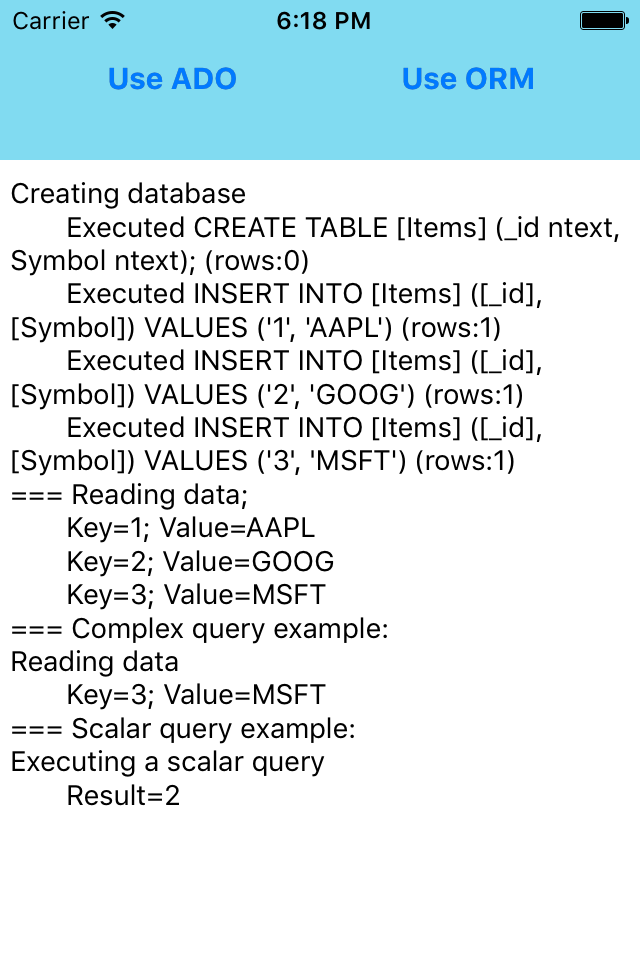 Carrier 6:18 PM
Use ADO Use ORM
Creating database
Executed CREATE TABLE [Items] (_id ntext,
Symbol ntext); (rows:0)
Executed INSERT INTO [Items] ([_id],
[Symbol]) VALUES ('1', 'AAPL') (rows:1)
Executed INSERT INTO [Items] ([_id],
[Symbol]) VALUES ('2', 'GOOG') (rows:1)
Executed INSERT INTO [Items] ([_id],
[Symbol]) VALUES ('3', 'MSFT') (rows:1)
=== Reading data;
Key=1; Value=AAPL
Key=2; Value=GOOG
Key=3; Value=MSFT
=== Complex query example:
Reading data
Key=3; Value=MSFT
=== Scalar query example:
Executing a scalar query
Result=2